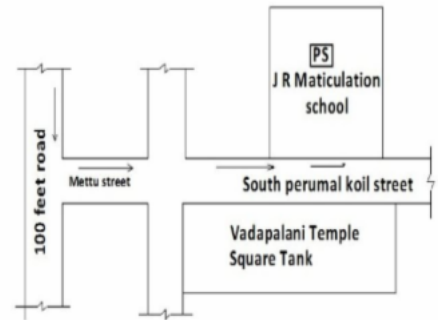 PS
J R Maticulation
school
100 feet road
Mettu street
South perumal koil street
Vadapalani Temple
Square Tank